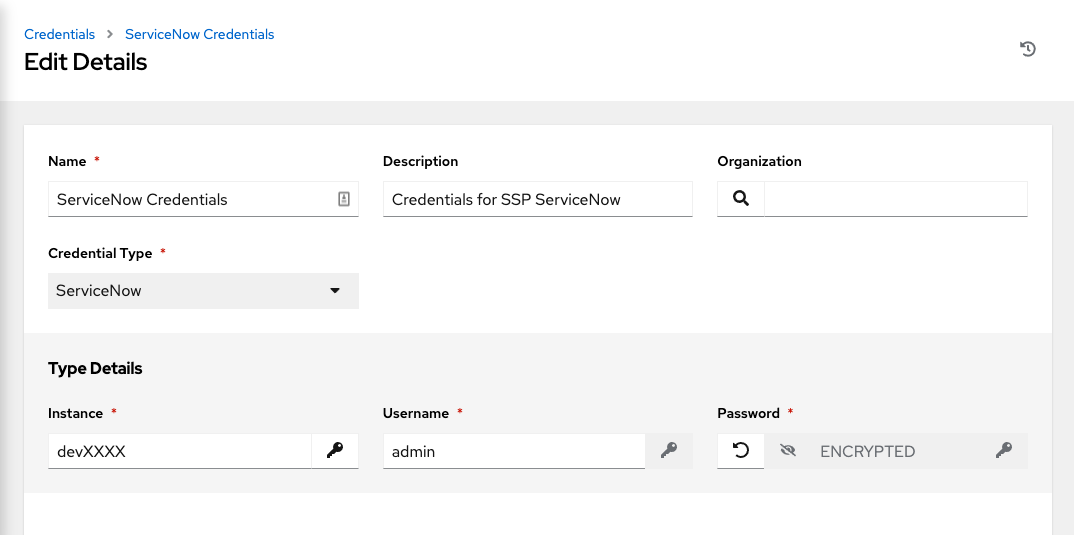 Credentials > ServiceNow Credentials
Edit Details
Name * Description Organization
ServiceNow Credentials Credentials for SSP ServiceNow
Credential Type *
ServiceNow
Type Details
Instance * Username * Password *
devXXXX admin ENCRYPTED